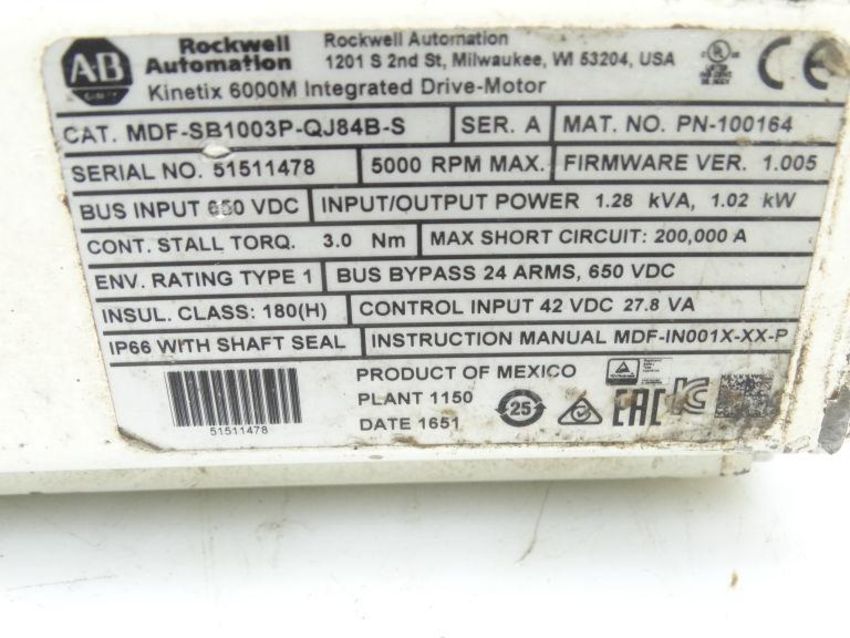 A-B
Rockwell Automation
Rockwell Automation
1201 S 2nd St, Milwaukee, WI 53204, USA
Kinetix 6000M Integrated Drive-Motor
CE
CAT. MDF-SB1003P-QJ84B-S SER. A MAT. NO. PN-100164
SERIAL NO. 51511478 5000 RPM MAX. FIRMWARE VER. 1.005
BUS INPUT 650 VDC INPUT/OUTPUT POWER 1.28 kVA, 1.02 kW
CONT. STALL TORQ. 3.0 Nm MAX SHORT CIRCUIT: 200,000 A
ENV. RATING TYPE 1 BUS BYPASS 24 ARMS, 650 VDC
INSUL. CLASS: 180(H) CONTROL INPUT 42 VDC 27.8 VA
IP66 WITH SHAFT SEAL INSTRUCTION MANUAL MDF-IN001X-XX-P
51511478
PRODUCT OF MEXICO
PLANT 1150
DATE 1651
25
EAC